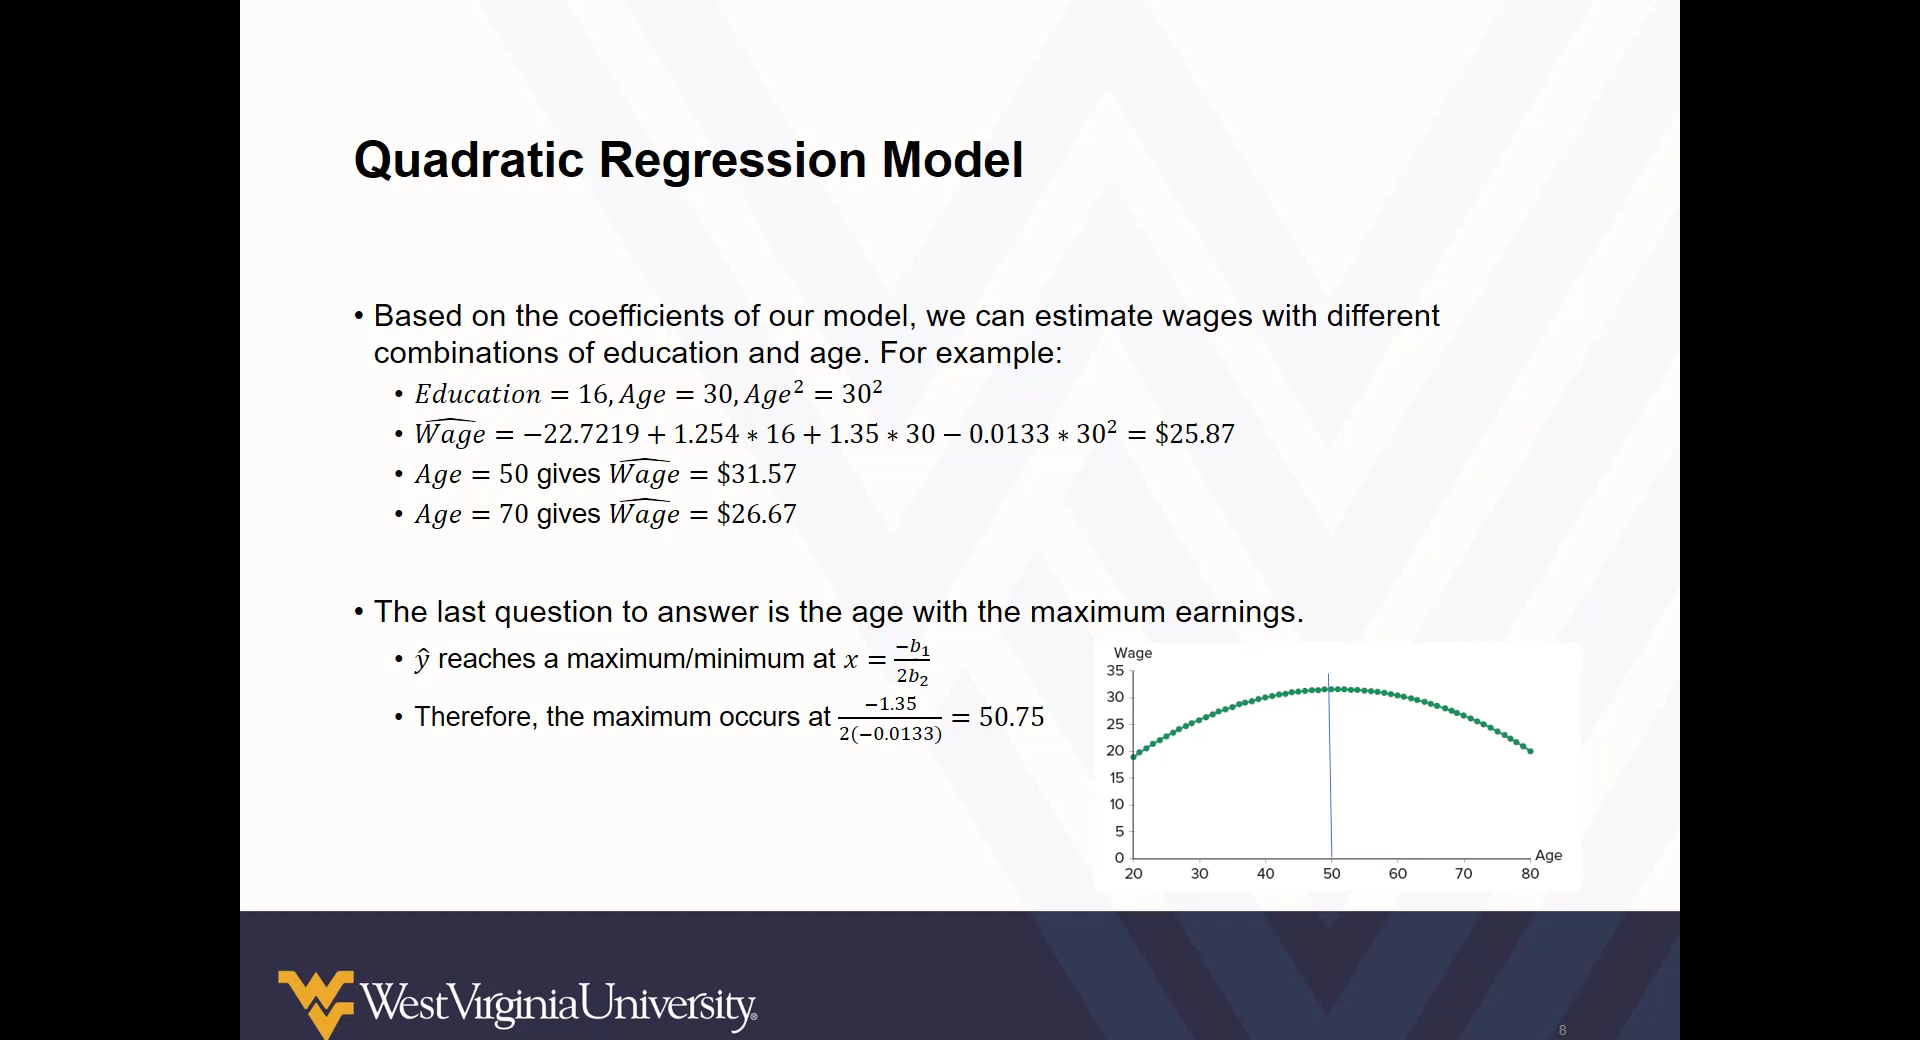 Quadratic Regression Model
• Based on the coefficients of our model, we can estimate wages with different
combinations of education and age. For example:
• Education = 16, Age = 30, Age² = 30²
• Wagê = −22.7219 + 1.254 ∗ 16 + 1.35 ∗ 30 − 0.0133 ∗ 30² = $25.87
• Age = 50 gives Wagê = $31.57
• Age = 70 gives Wagê = $26.67
• The last question to answer is the age with the maximum earnings.
• ŷ reaches a maximum/minimum at x = −b₁/2b₂
• Therefore, the maximum occurs at −1.35/2(−0.0133) = 50.75
Wage
35
30
25
20
15
10
5
0
20 30 40 50 60 70 80
Age
WestVirginiaUniversity®
8